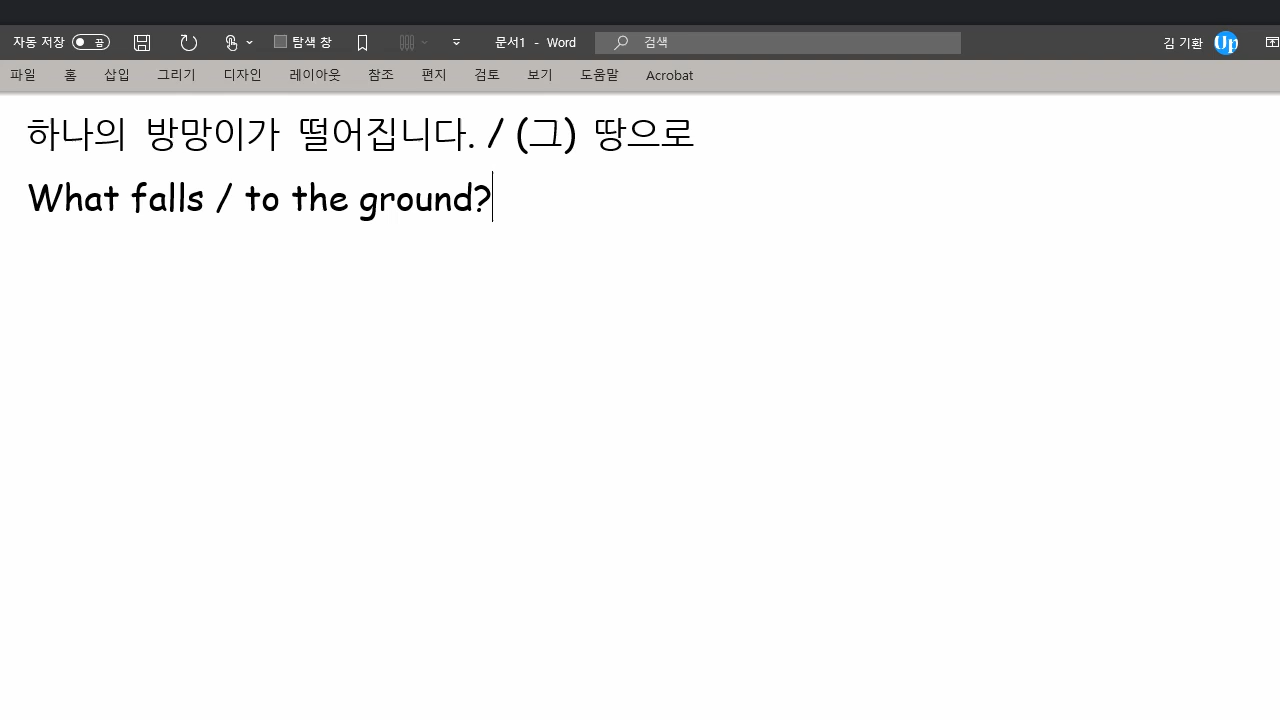 자동 저장 끔 탐색 창 문서1 - Word 검색 김 기환 Up
파일 홈 삽입 그리기 디자인 레이아웃 참조 편지 검토 보기 도움말 Acrobat
하나의 방망이가 떨어집니다. / (그) 땅으로
What falls / to the ground?